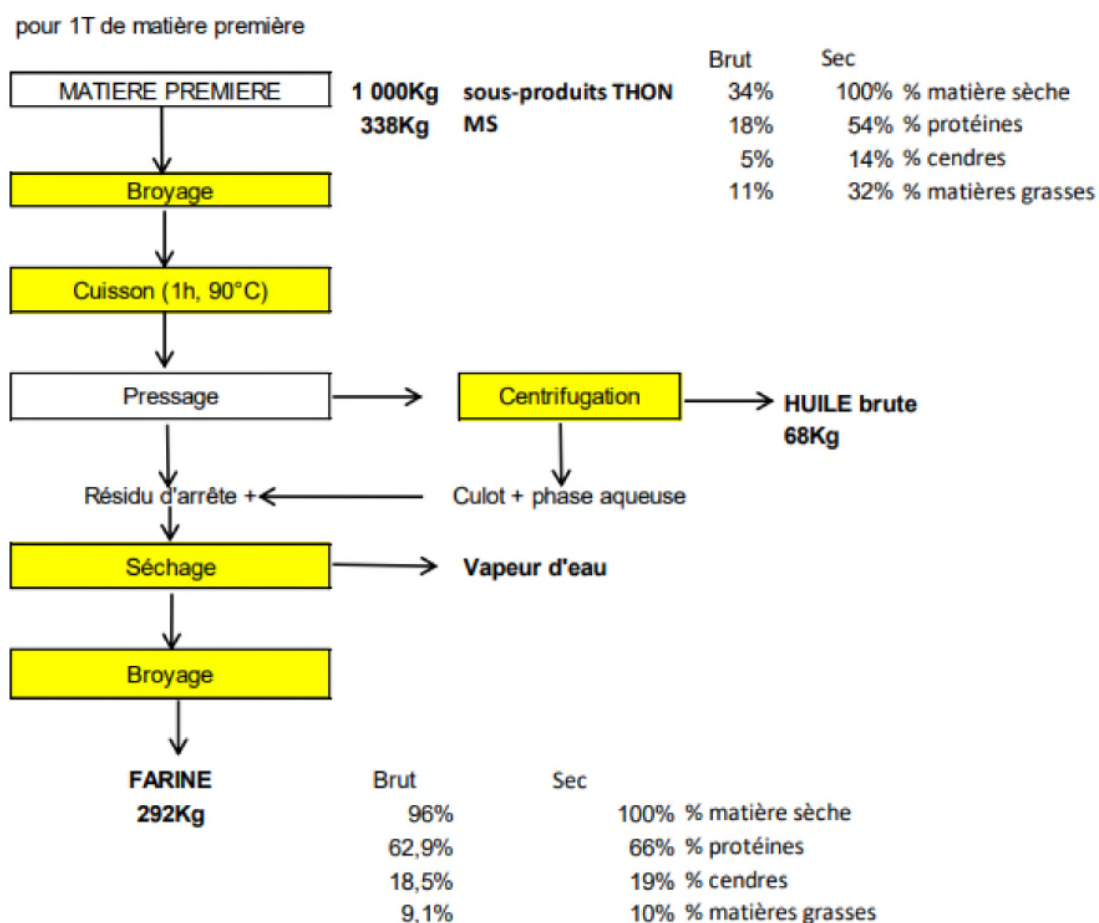 pour 1T de matière première
Brut Sec
MATIERE PREMIERE 1 000Kg sous-produits THON 34% 100% % matière sèche
338Kg MS 18% 54% % protéines
5% 14% % cendres
Broyage 11% 32% % matières grasses
Cuisson (1h, 90°C)
Pressage Centrifugation
HUILE brute
68Kg
Résidu d'arrête + Culot + phase aqueuse
Séchage Vapeur d'eau
Broyage
FARINE Brut Sec
292Kg 96% 100% % matière sèche
62,9% 66% % protéines
18,5% 19% % cendres
9,1% 10% % matières grasses